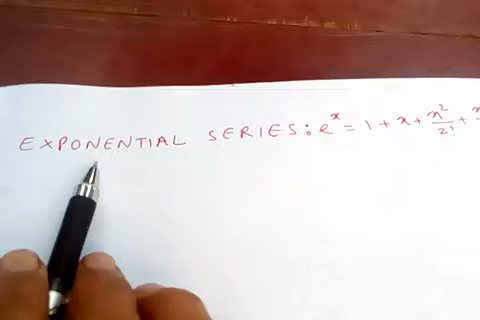 EXPONENTIAL SERIES: e^x = 1 + x + x²/2! +